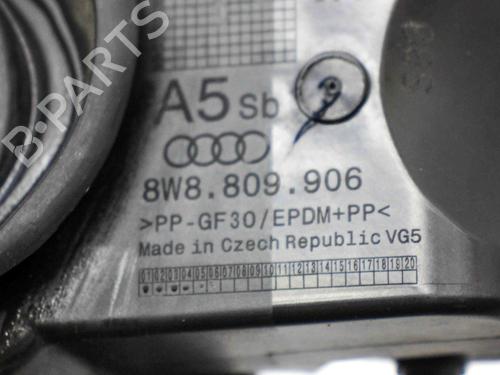 B-PARTS
A5 sb
8W8.809.906
>PP-GF30/EPDM+PP<
Made in Czech Republic VG5
01 02 03 04 05 06 07 08 09 10 11 12 13 14 15 16 17 18 19 20